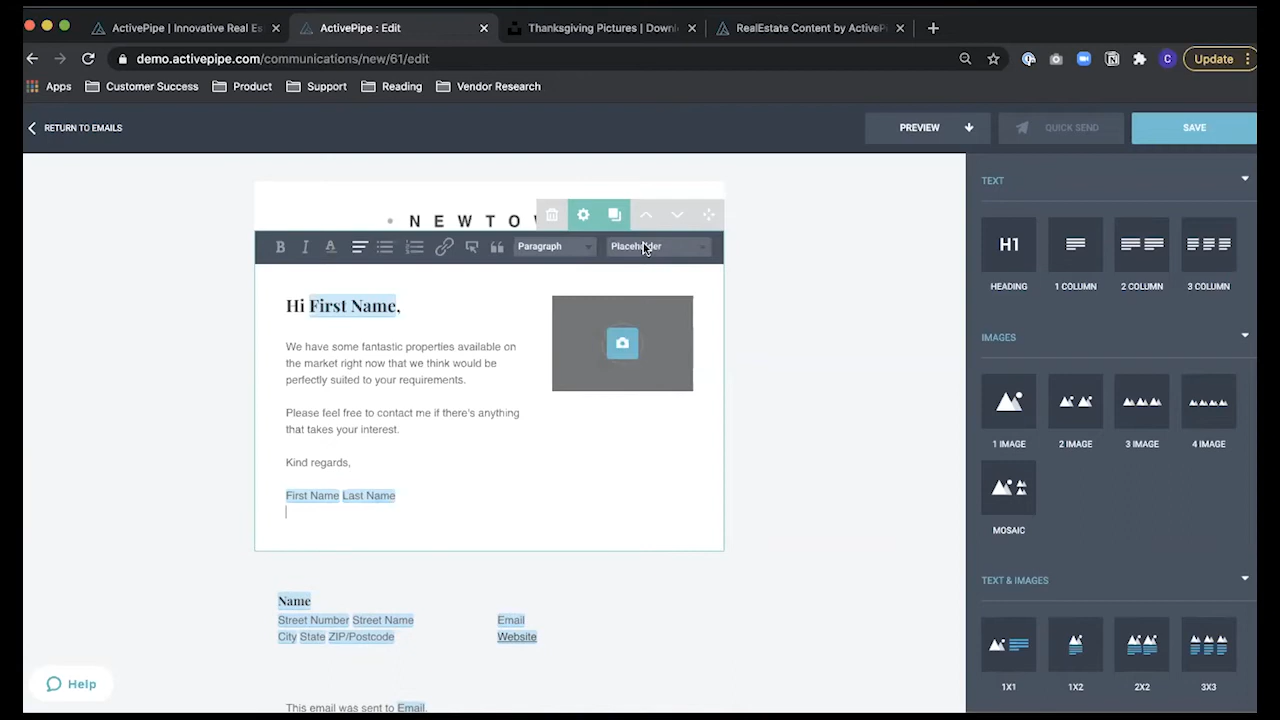 ActivePipe | Innovative Real Es
ActivePipe : Edit
Thanksgiving Pictures | Downl
RealEstate Content by ActiveP
demo.activepipe.com/communications/new/61/edit
C
Update
Apps
Customer Success
Product
Support
Reading
Vendor Research
RETURN TO EMAILS
PREVIEW
QUICK SEND
SAVE
NEWTOW
B I A
Paragraph
Placeholder
Hi First Name,
We have some fantastic properties available on
the market right now that we think would be
perfectly suited to your requirements.
Please feel free to contact me if there's anything
that takes your interest.
Kind regards,
First Name Last Name
Name
Street Number Street Name
Email
City State ZIP/Postcode
Website
This email was sent to Email.
Help
TEXT
H1
HEADING
1 COLUMN
2 COLUMN
3 COLUMN
IMAGES
1 IMAGE
2 IMAGE
3 IMAGE
4 IMAGE
MOSAIC
TEXT & IMAGES
1X1
1X2
2X2
3X3